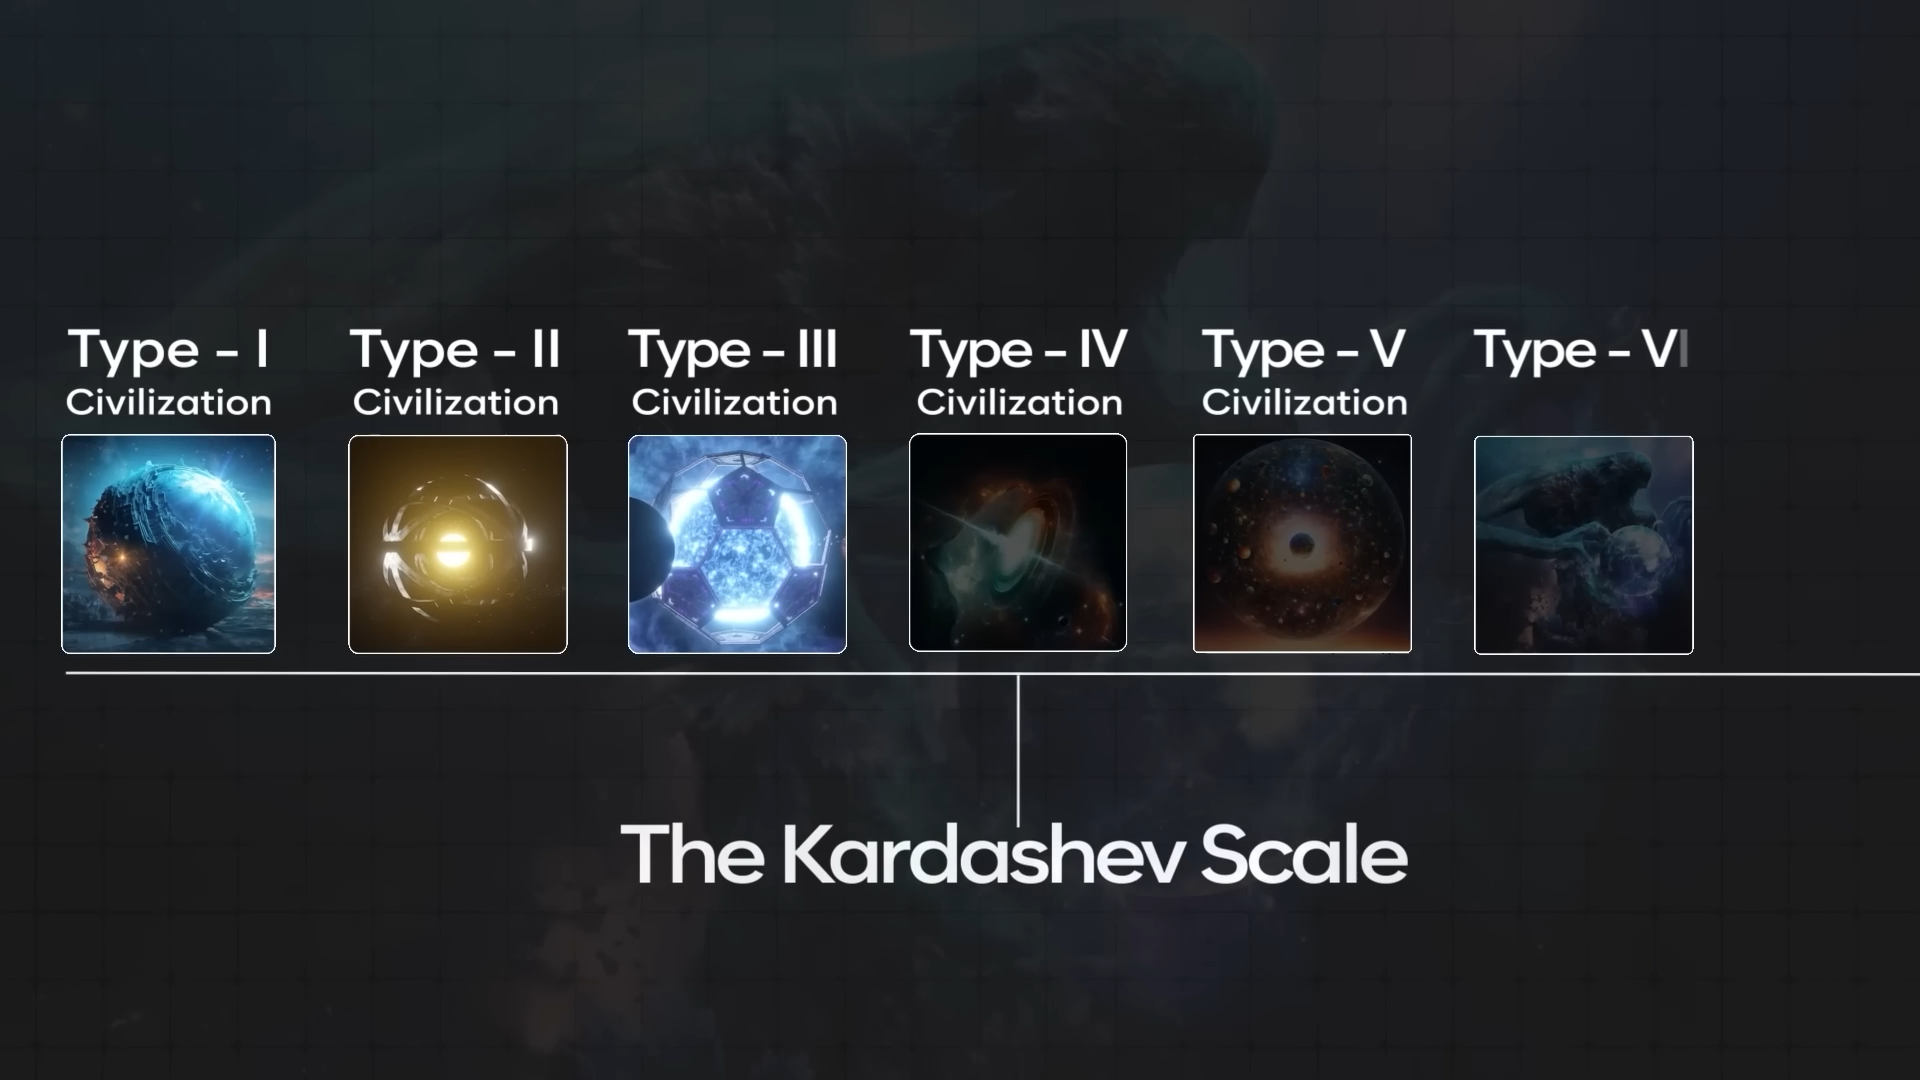 Type - I
Civilization
Type - II
Civilization
Type - III
Civilization
Type - IV
Civilization
Type - V
Civilization
Type - VI
The Kardashev Scale